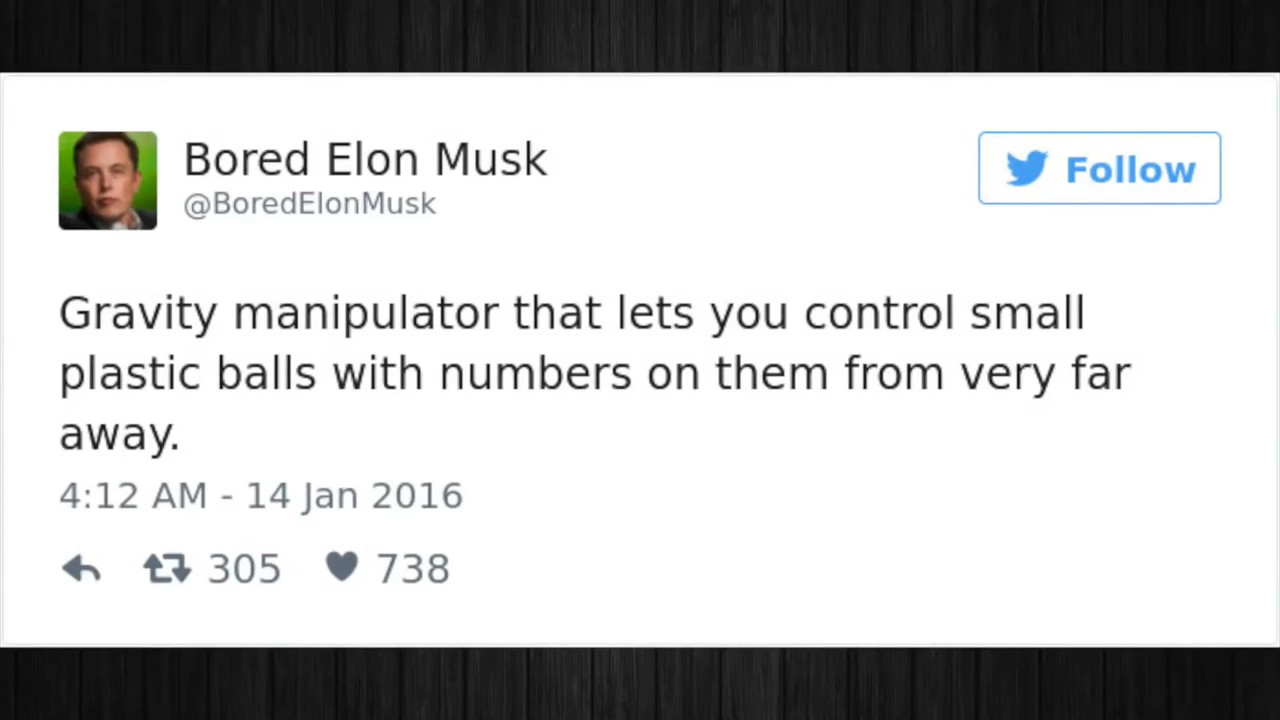 Bored Elon Musk
@BoredElonMusk
Follow
Gravity manipulator that lets you control small
plastic balls with numbers on them from very far
away.
4:12 AM - 14 Jan 2016
305 738